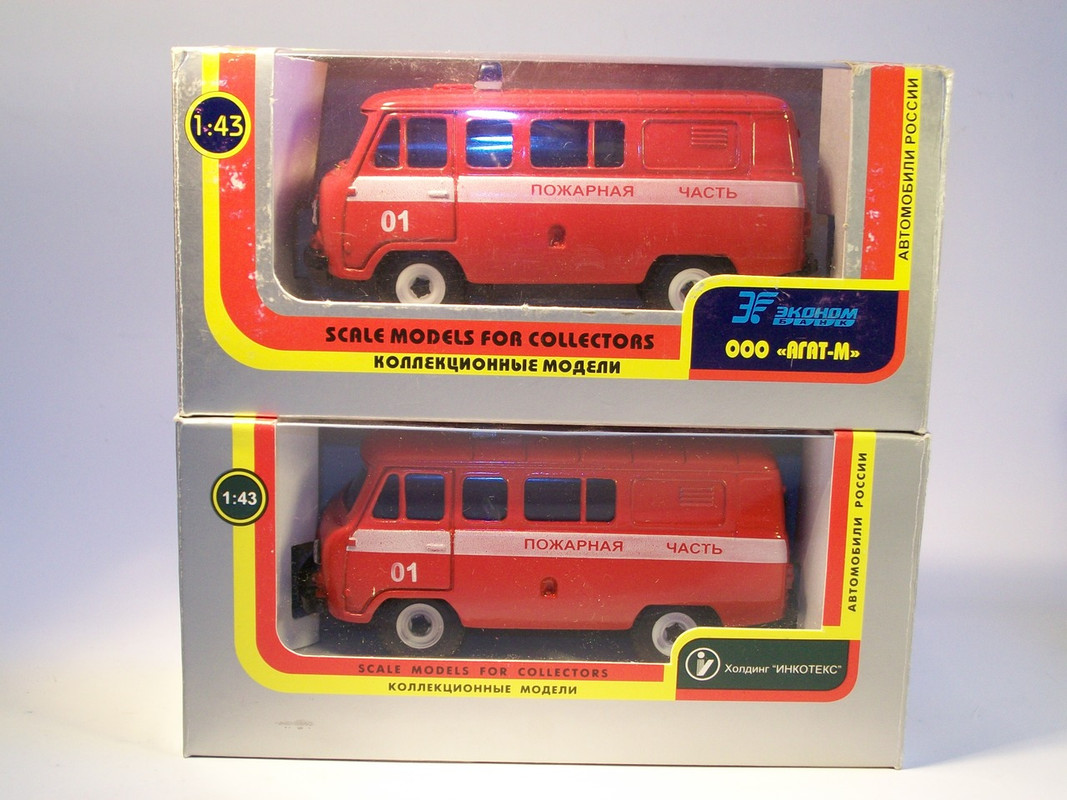 1:43
ПОЖАРНАЯ ЧАСТЬ
01
АВТОМОБИЛИ РОССИИ
SCALE MODELS FOR COLLECTORS
КОЛЛЕКЦИОННЫЕ МОДЕЛИ
ЭКОНОМ
БАНК
ООО «АГАТ-М»
1:43
ПОЖАРНАЯ ЧАСТЬ
01
АВТОМОБИЛИ РОССИИ
SCALE MODELS FOR COLLECTORS
КОЛЛЕКЦИОННЫЕ МОДЕЛИ
Холдинг "ИНКОТЕКС"